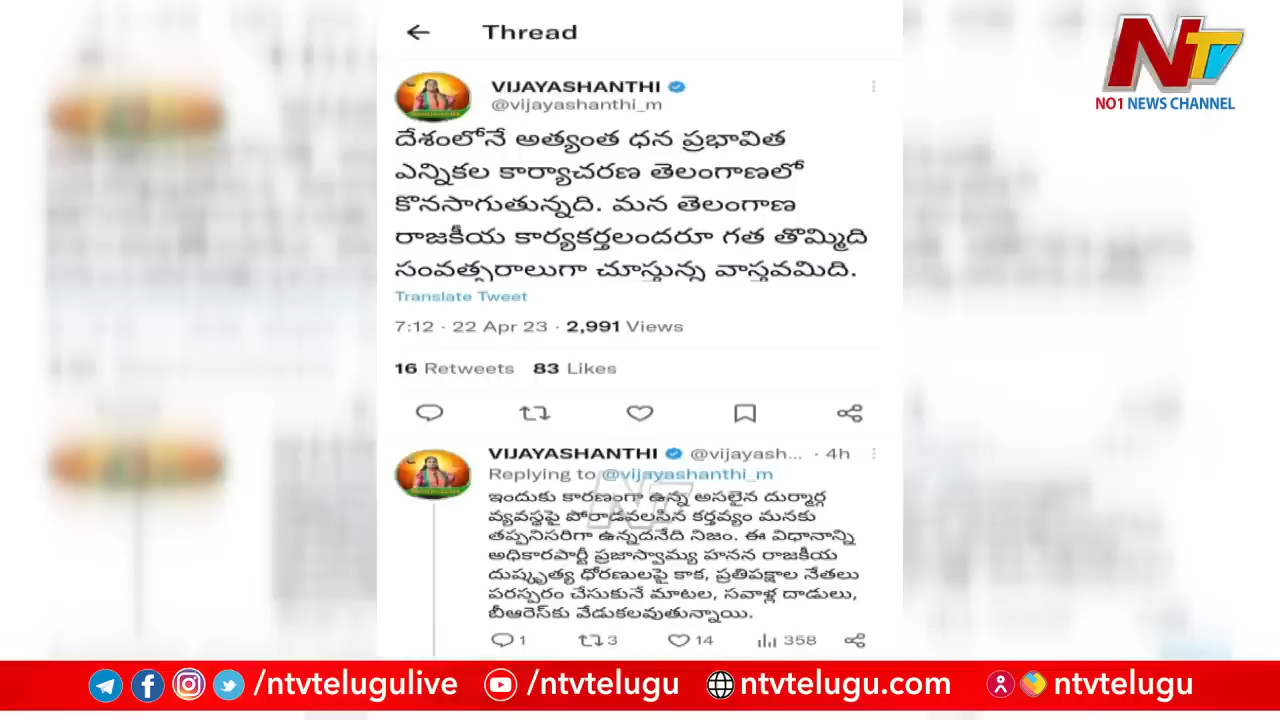 Thread
NTV
NO1 NEWS CHANNEL
VIJAYASHANTHI
@vijayashanthi_m
దేశంలోనే అత్యంత ధన ప్రభావిత
ఎన్నికల కార్యాచరణ తెలంగాణలో
కొనసాగుతున్నది. మన తెలంగాణ
రాజకీయ కార్యకర్తలందరూ గత తొమ్మిది
సంవత్సరాలుగా చూస్తున్న వాస్తవమిది.
Translate Tweet
7:12 · 22 Apr 23 · 2,991 Views
16 Retweets 83 Likes
VIJAYASHANTHI @vijayash... · 4h
Replying to @vijayashanthi_m
ఇందుకు కారణంగా ఉన్న అసలైన దుర్మార్గ
వ్యవస్థపై పోరాడవలసిన కర్తవ్యం మనకు
తప్పనిసరిగా ఉన్నదనేది నిజం. ఈ విధానాన్ని
అధికారపార్టీ ప్రజాస్వామ్య హనన రాజకీయ
దుష్కృత్య ధోరణులపై కాక, ప్రతిపక్షాల నేతలు
పరస్పరం చేసుకునే మాటల, సవాళ్ల దాడులు,
బీఆరెస్‌కు వేడుకలవుతున్నాయి.
1 3 14 358
/ntvtelugulive /ntvtelugu ntvtelugu.com ntvtelugu